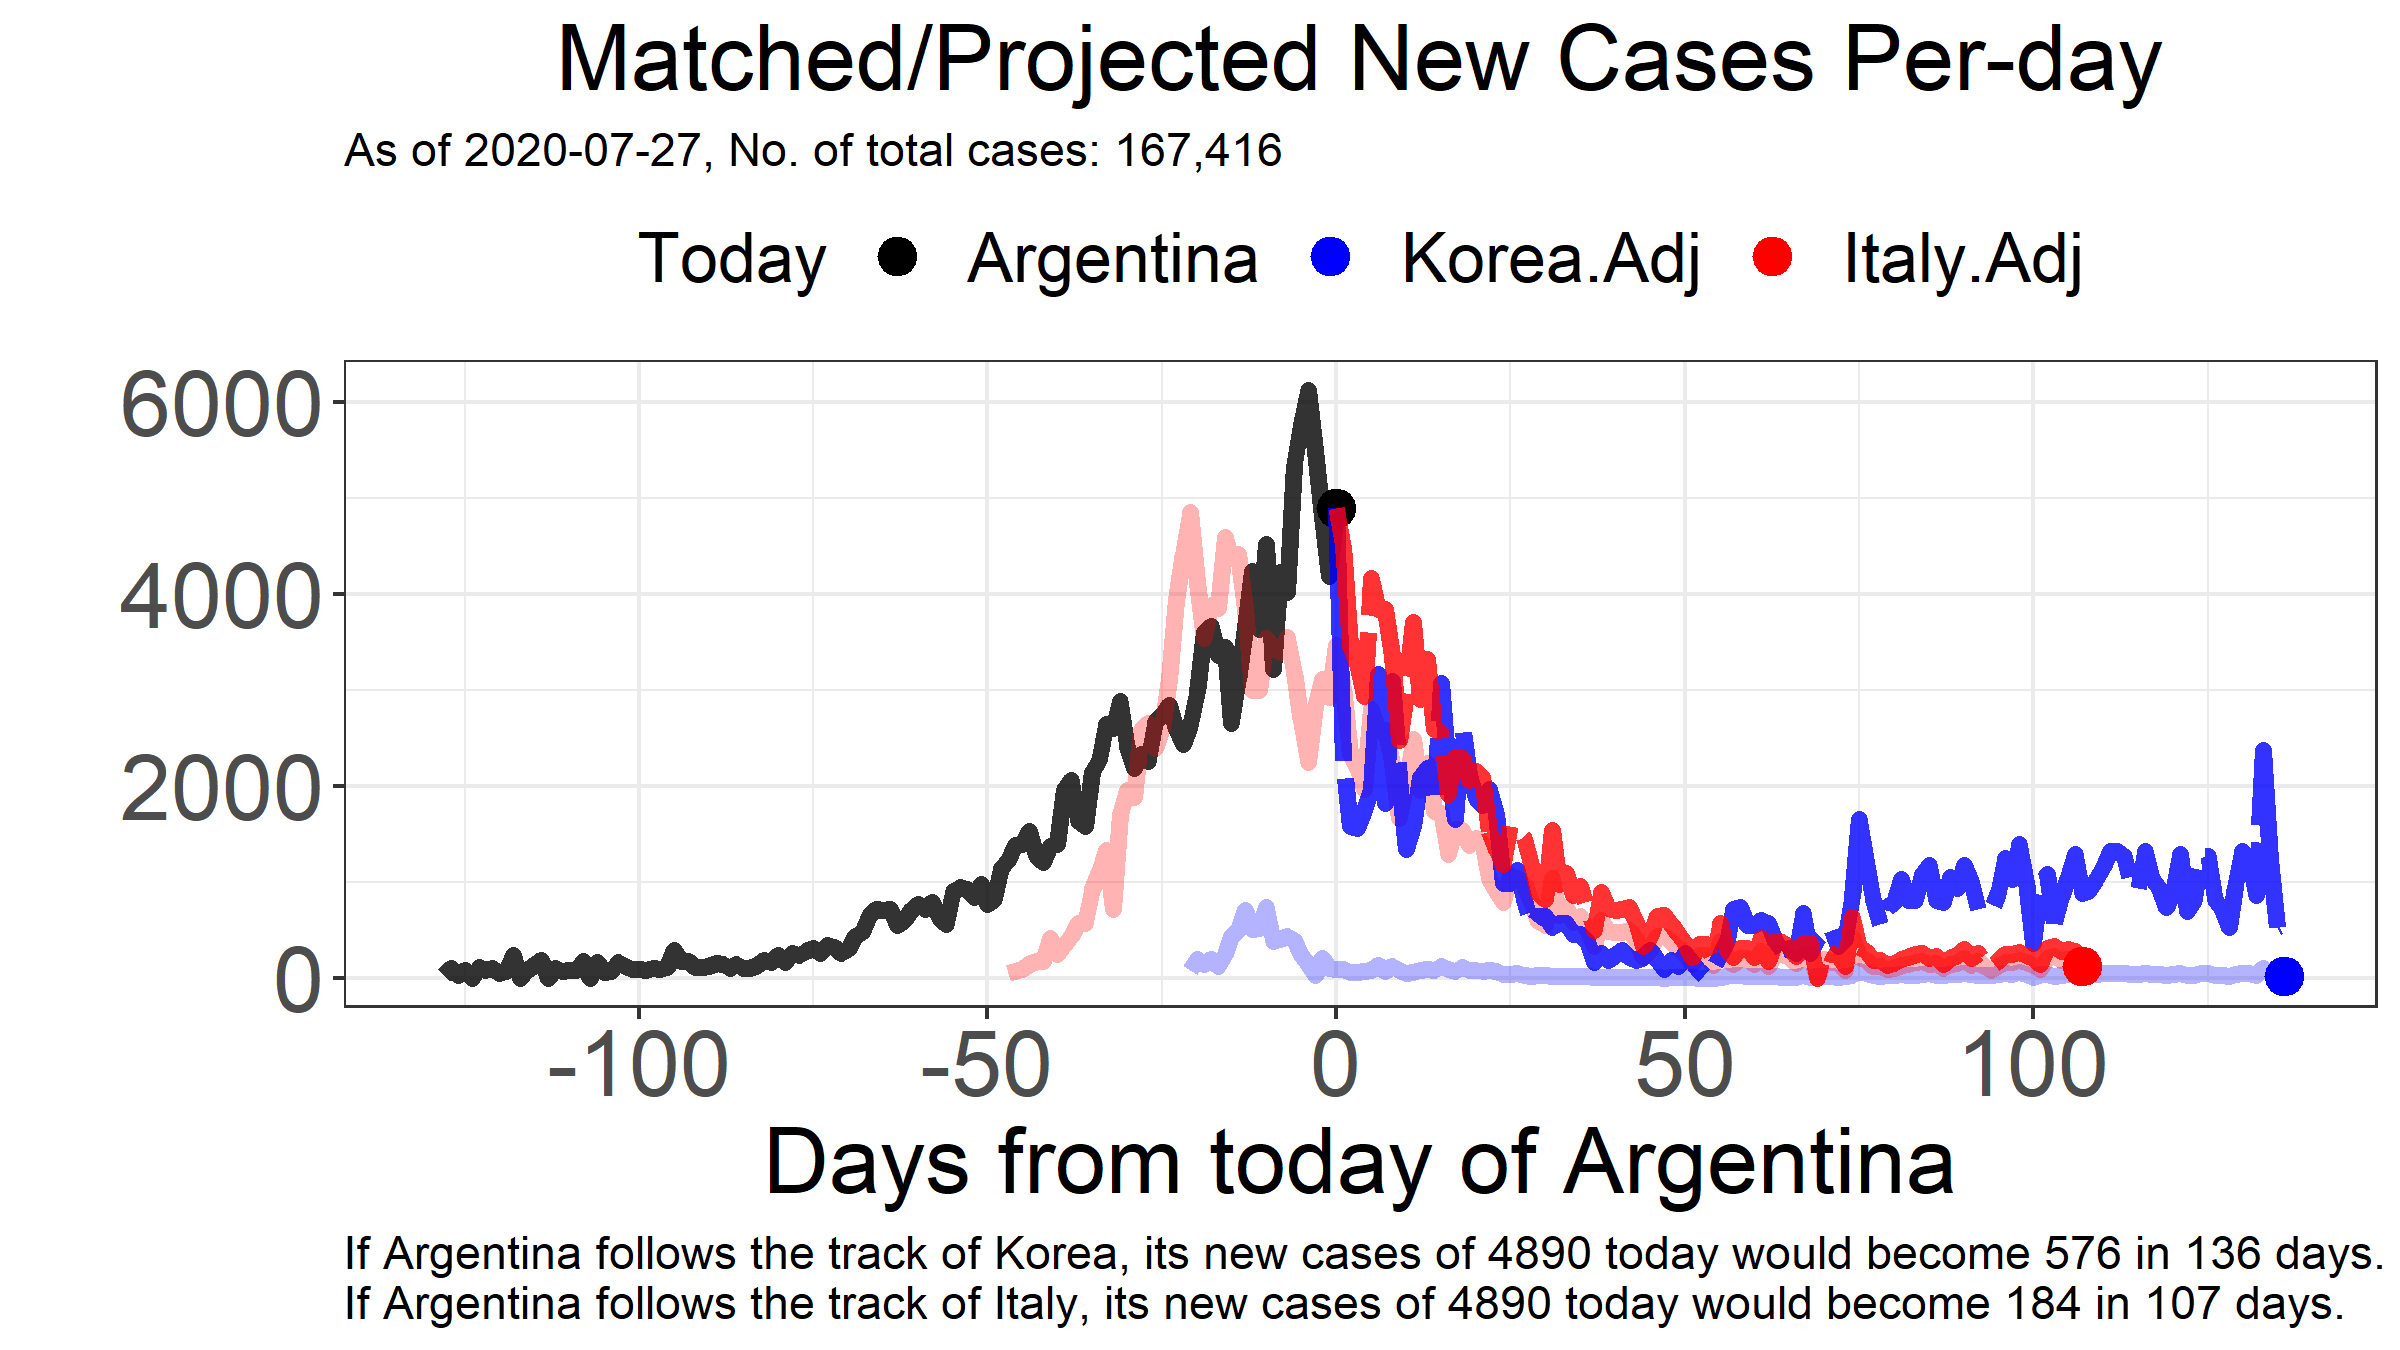 Matched/Projected New Cases Per-day
As of 2020-07-27, No. of total cases: 167,416
Today Argentina Korea.Adj Italy.Adj
6000
4000
2000
0
-100 -50 0 50 100
Days from today of Argentina
If Argentina follows the track of Korea, its new cases of 4890 today would become 576 in 136 days.
If Argentina follows the track of Italy, its new cases of 4890 today would become 184 in 107 days.